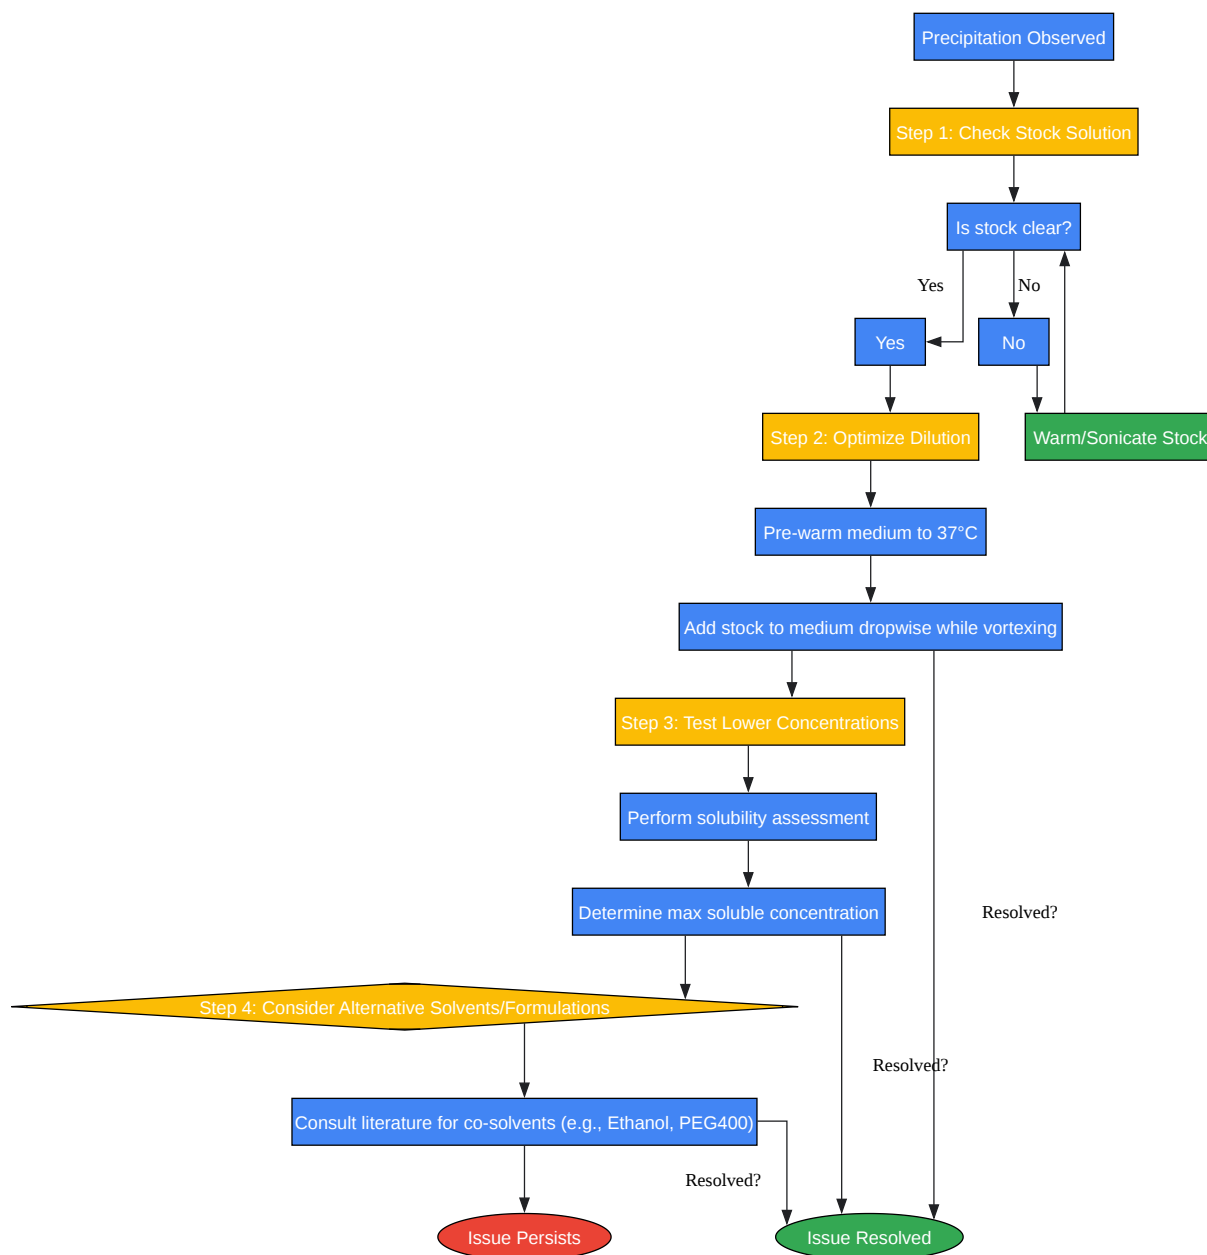 Precipitation Observed
Step 1: Check Stock Solution
Is stock clear?
Yes
No
Yes
No
Step 2: Optimize Dilution
Warm/Sonicate Stock
Pre-warm medium to 37°C
Add stock to medium dropwise while vortexing
Step 3: Test Lower Concentrations
Perform solubility assessment
Determine max soluble concentration
Resolved?
Step 4: Consider Alternative Solvents/Formulations
Resolved?
Consult literature for co-solvents (e.g., Ethanol, PEG400)
Resolved?
Issue Persists
Issue Resolved